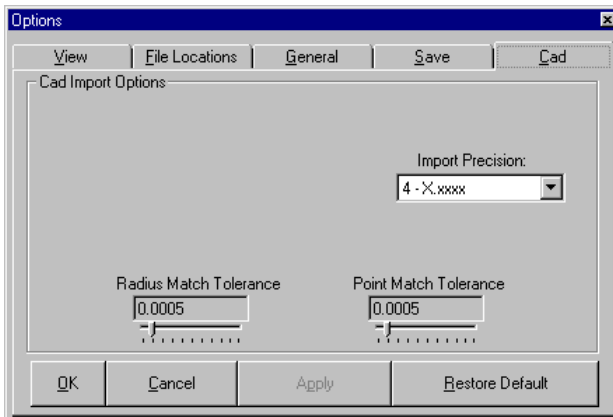 Options
View File Locations General Save Cad
Cad Import Options
Import Precision:
4 - X.xxxx
Radius Match Tolerance Point Match Tolerance
0.0005 0.0005
OK Cancel Apply Restore Default